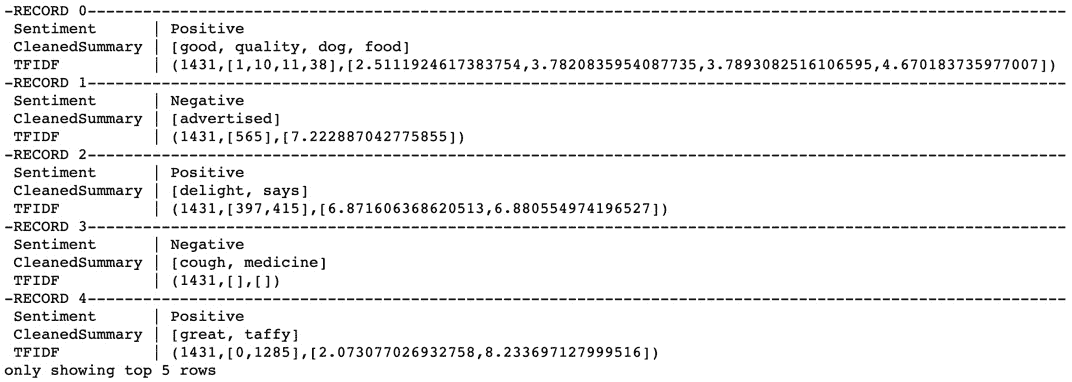 -RECORD 0--------------------------------------------------------------------------------------------------------
Sentiment | Positive
CleanedSummary | [good, quality, dog, food]
TFIDF | (1431,[1,10,11,38],[2.5111924617383754,3.7820835954087735,3.7893082516106595,4.670183735977007])
-RECORD 1--------------------------------------------------------------------------------------------------------
Sentiment | Negative
CleanedSummary | [advertised]
TFIDF | (1431,[565],[7.222887042775855])
-RECORD 2--------------------------------------------------------------------------------------------------------
Sentiment | Positive
CleanedSummary | [delight, says]
TFIDF | (1431,[397,415],[6.871606368620513,6.880554974196527])
-RECORD 3--------------------------------------------------------------------------------------------------------
Sentiment | Negative
CleanedSummary | [cough, medicine]
TFIDF | (1431,[],[])
-RECORD 4--------------------------------------------------------------------------------------------------------
Sentiment | Positive
CleanedSummary | [great, taffy]
TFIDF | (1431,[0,1285],[2.073077026932758,8.233697127999516])
only showing top 5 rows